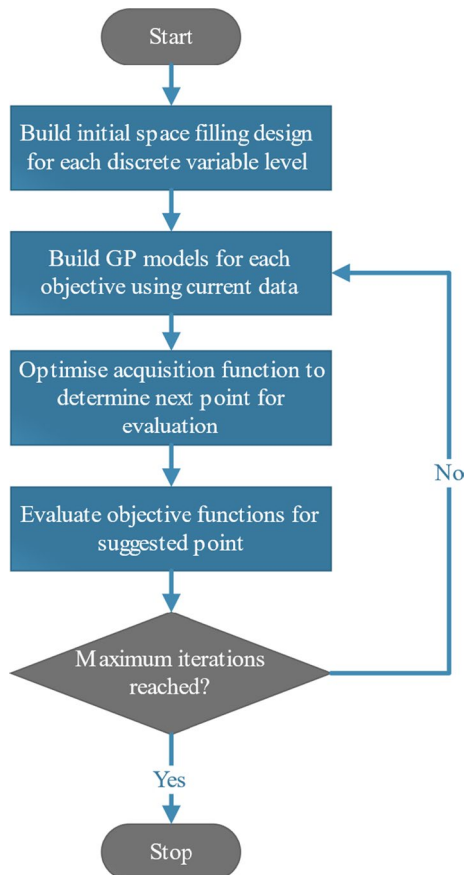 Start
Build initial space filling design
for each discrete variable level
Build GP models for each
objective using current data
Optimise acquisition function to
determine next point for
evaluation
No
Evaluate objective functions for
suggested point
Maximum iterations
reached?
Yes
Stop